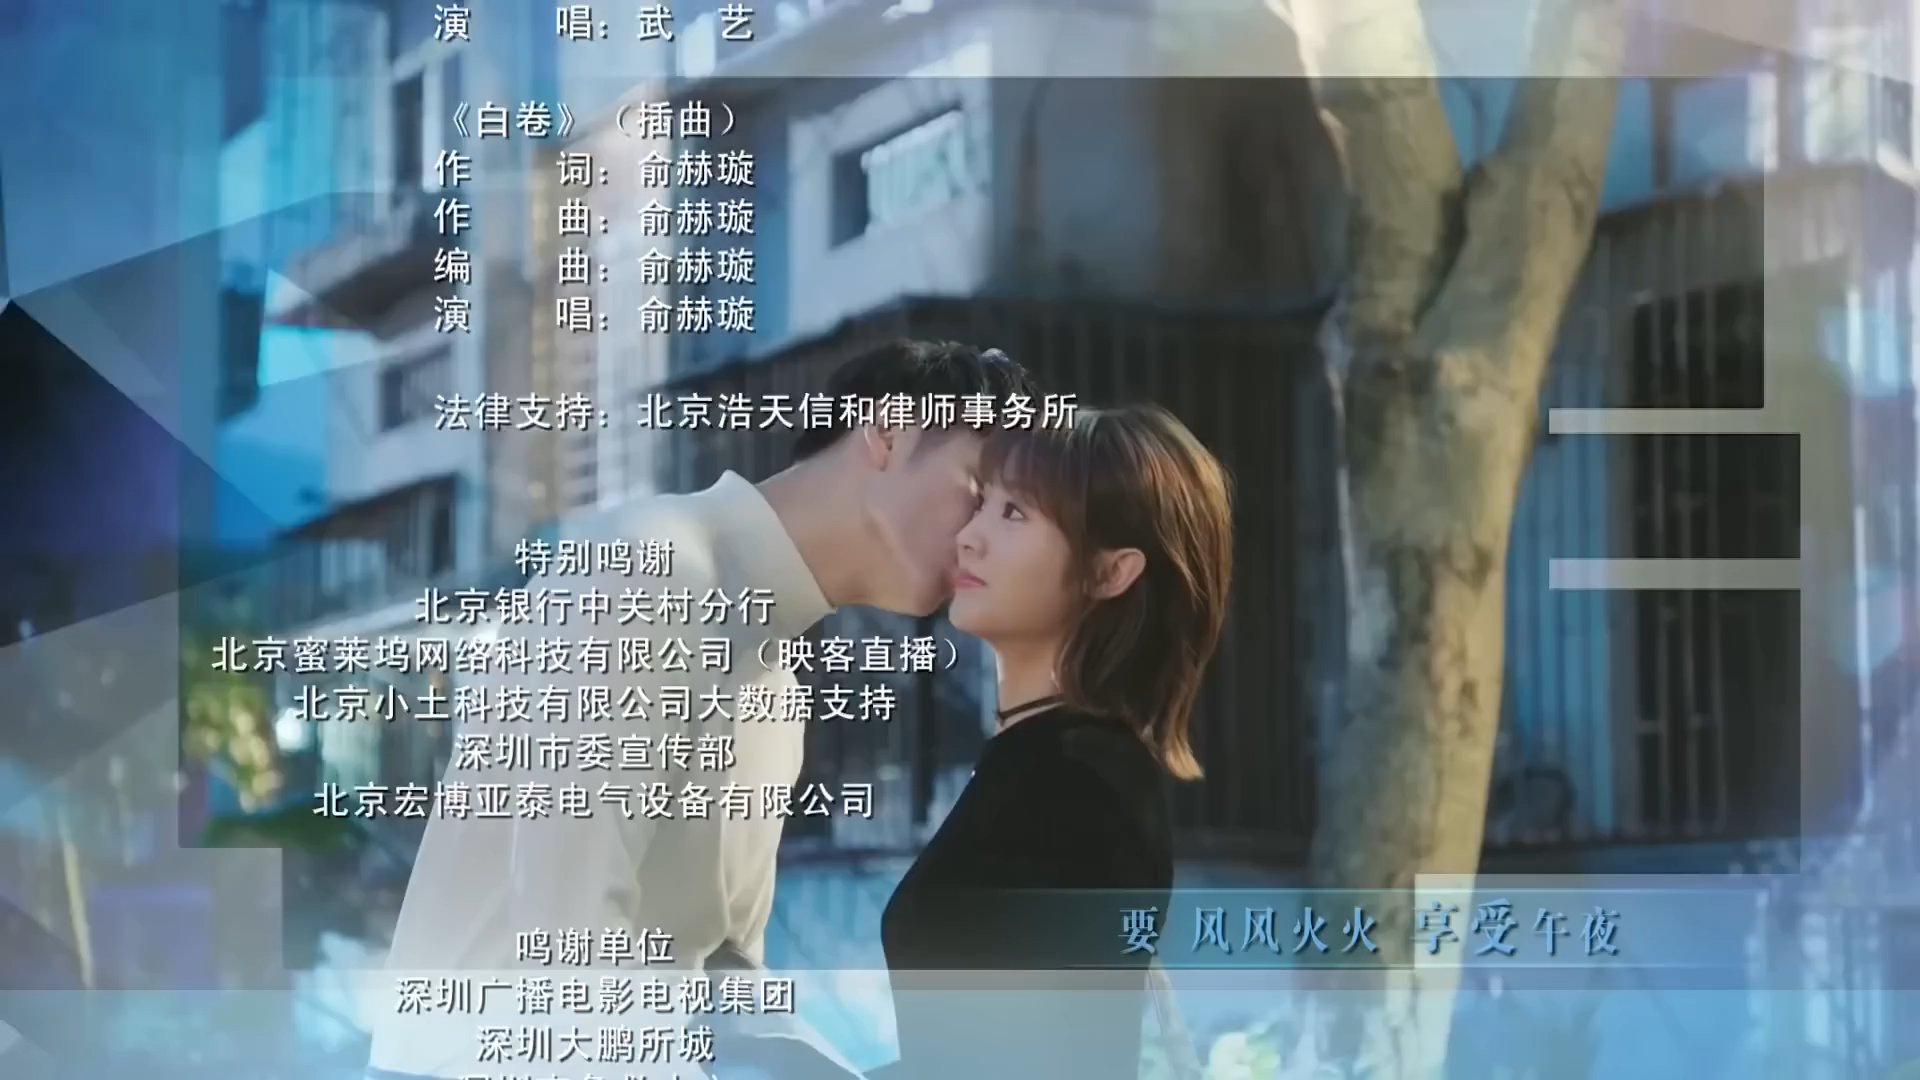 演 唱：武 艺
《白卷》（插曲）
作 词：俞赫璇
作 曲：俞赫璇
编 曲：俞赫璇
演 唱：俞赫璇
法律支持：北京浩天信和律师事务所
特别鸣谢
北京银行中关村分行
北京蜜莱坞网络科技有限公司（映客直播）
北京小土科技有限公司大数据支持
深圳市委宣传部
北京宏博亚泰电气设备有限公司
要 风风火火 享受午夜
鸣谢单位
深圳广播电影电视集团
深圳大鹏所城